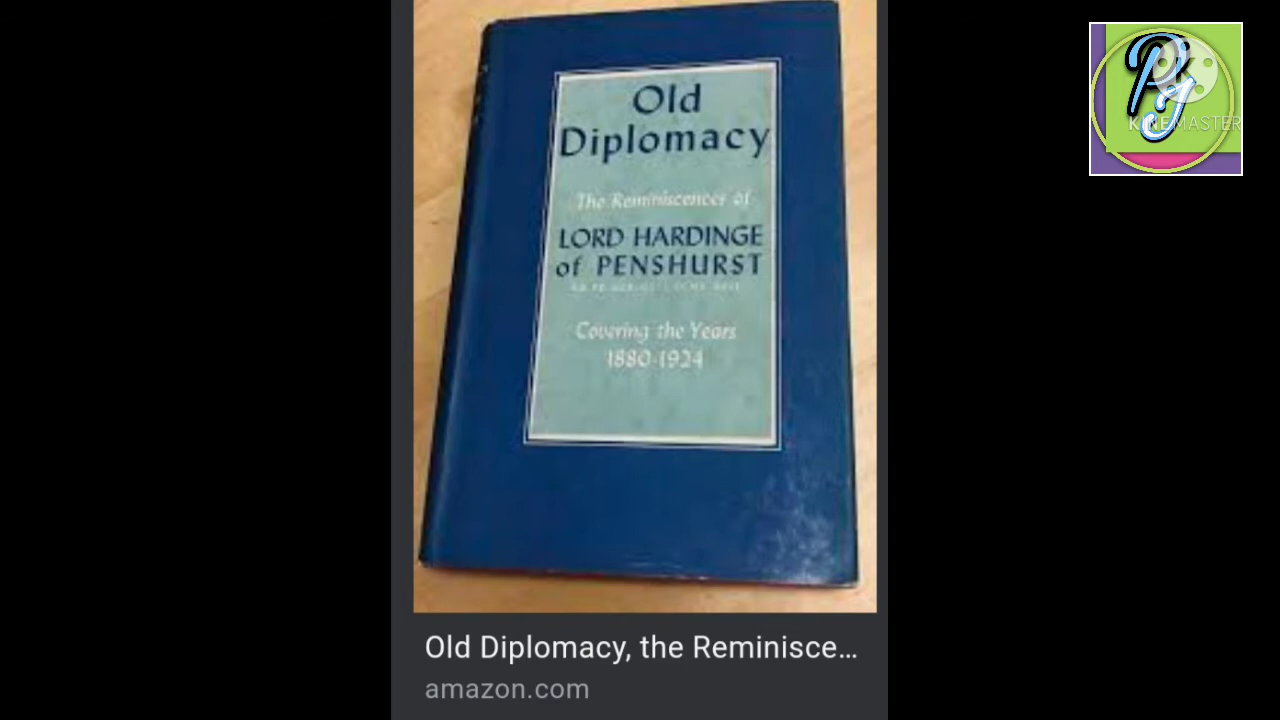 Old
Diplomacy
The Reminiscences of
LORD HARDINGE
of PENSHURST
Covering the Years
1880-1924
Old Diplomacy, the Reminisce...
amazon.com
KINEMASTER